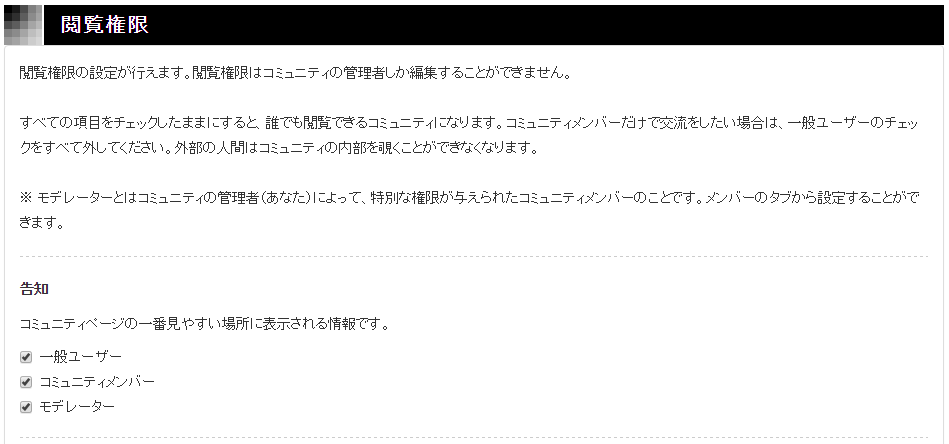 閲覧権限
閲覧権限の設定が行えます。閲覧権限はコミュニティの管理者しか編集することができません。
すべての項目をチェックしたままにすると、誰でも閲覧できるコミュニティになります。コミュニティメンバーだけで交流をしたい場合は、一般ユーザーのチェッ
クをすべて外してください。外部の人間はコミュニティの内部を覗くことができなくなります。
※ モデレーターとはコミュニティの管理者(あなた)によって、特別な権限が与えられたコミュニティメンバーのことです。メンバーのタブから設定することがで
きます。
告知
コミュニティページの一番見やすい場所に表示される情報です。
一般ユーザー
コミュニティメンバー
モデレーター